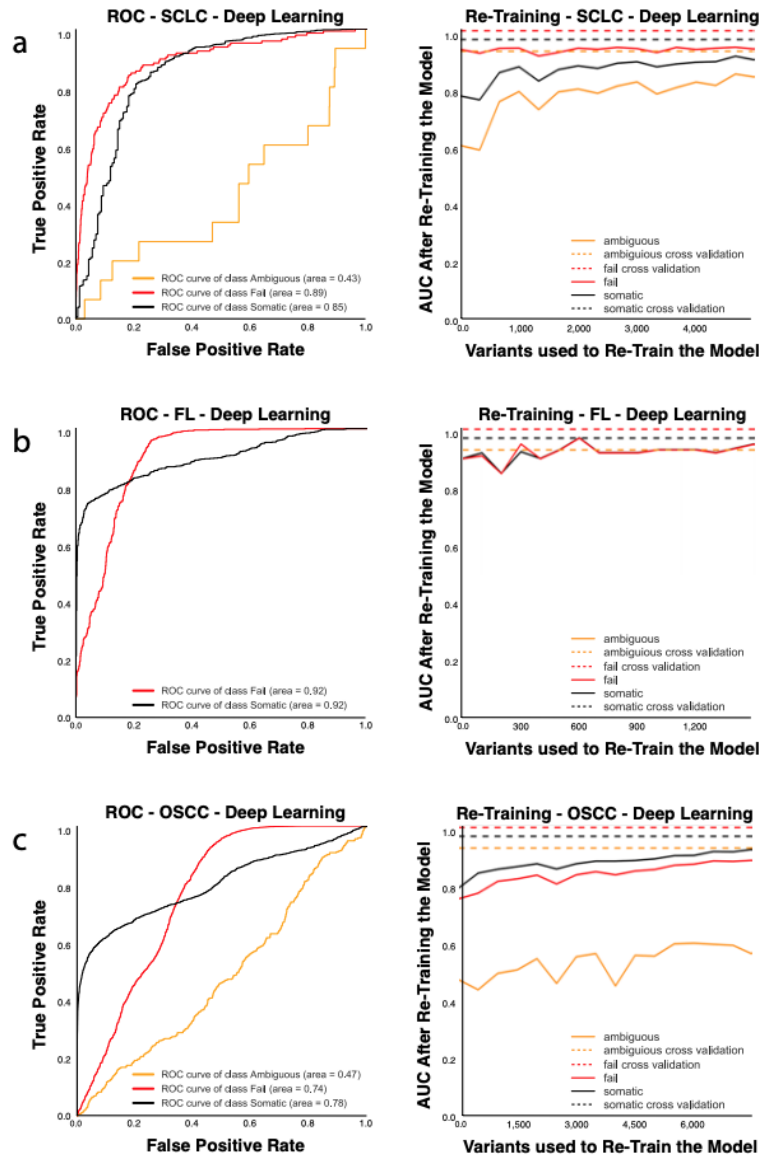 a
ROC - SCLC - Deep Learning
True Positive Rate
1.0
0.8
0.6
0.4
0.2
0.0
ROC curve of class Ambiguous (area = 0.43)
ROC curve of class Fail (area = 0.89)
ROC curve of class Somatic (area = 0.85)
0.0 0.2 0.4 0.6 0.8 1.0
False Positive Rate
Re-Training - SCLC - Deep Learning
AUC After Re-Training the Model
1.0
0.8
0.6
0.4
0.2
0.0
ambiguous
ambiguious cross validation
fail cross validation
fail
somatic
somatic cross validation
0.0 1,000 2,000 3,000 4,000
Variants used to Re-Train the Model
b
ROC - FL - Deep Learning
True Positive Rate
1.0
0.8
0.6
0.4
0.2
0.0
ROC curve of class Fail (area = 0.92)
ROC curve of class Somatic (area = 0.92)
0.0 0.2 0.4 0.6 0.8 1.0
False Positive Rate
Re-Training - FL - Deep Learning
AUC After Re-Training the Model
1.0
0.8
0.6
0.4
0.2
0.0
ambiguous
ambiguious cross validation
fail cross validation
fail
somatic
somatic cross validation
0.0 300 600 900 1,200
Variants used to Re-Train the Model
c
ROC - OSCC - Deep Learning
True Positive Rate
1.0
0.8
0.6
0.4
0.2
0.0
ROC curve of class Ambiguous (area = 0.47)
ROC curve of class Fail (area = 0.74)
ROC curve of class Somatic (area = 0.78)
0.0 0.2 0.4 0.6 0.8 1.0
False Positive Rate
Re-Training - OSCC - Deep Learning
AUC After Re-Training the Model
1.0
0.8
0.6
0.4
0.2
0.0
ambiguous
ambiguious cross validation
fail cross validation
fail
somatic
somatic cross validation
0.0 1,500 3,000 4,500 6,000
Variants used to Re-Train the Model